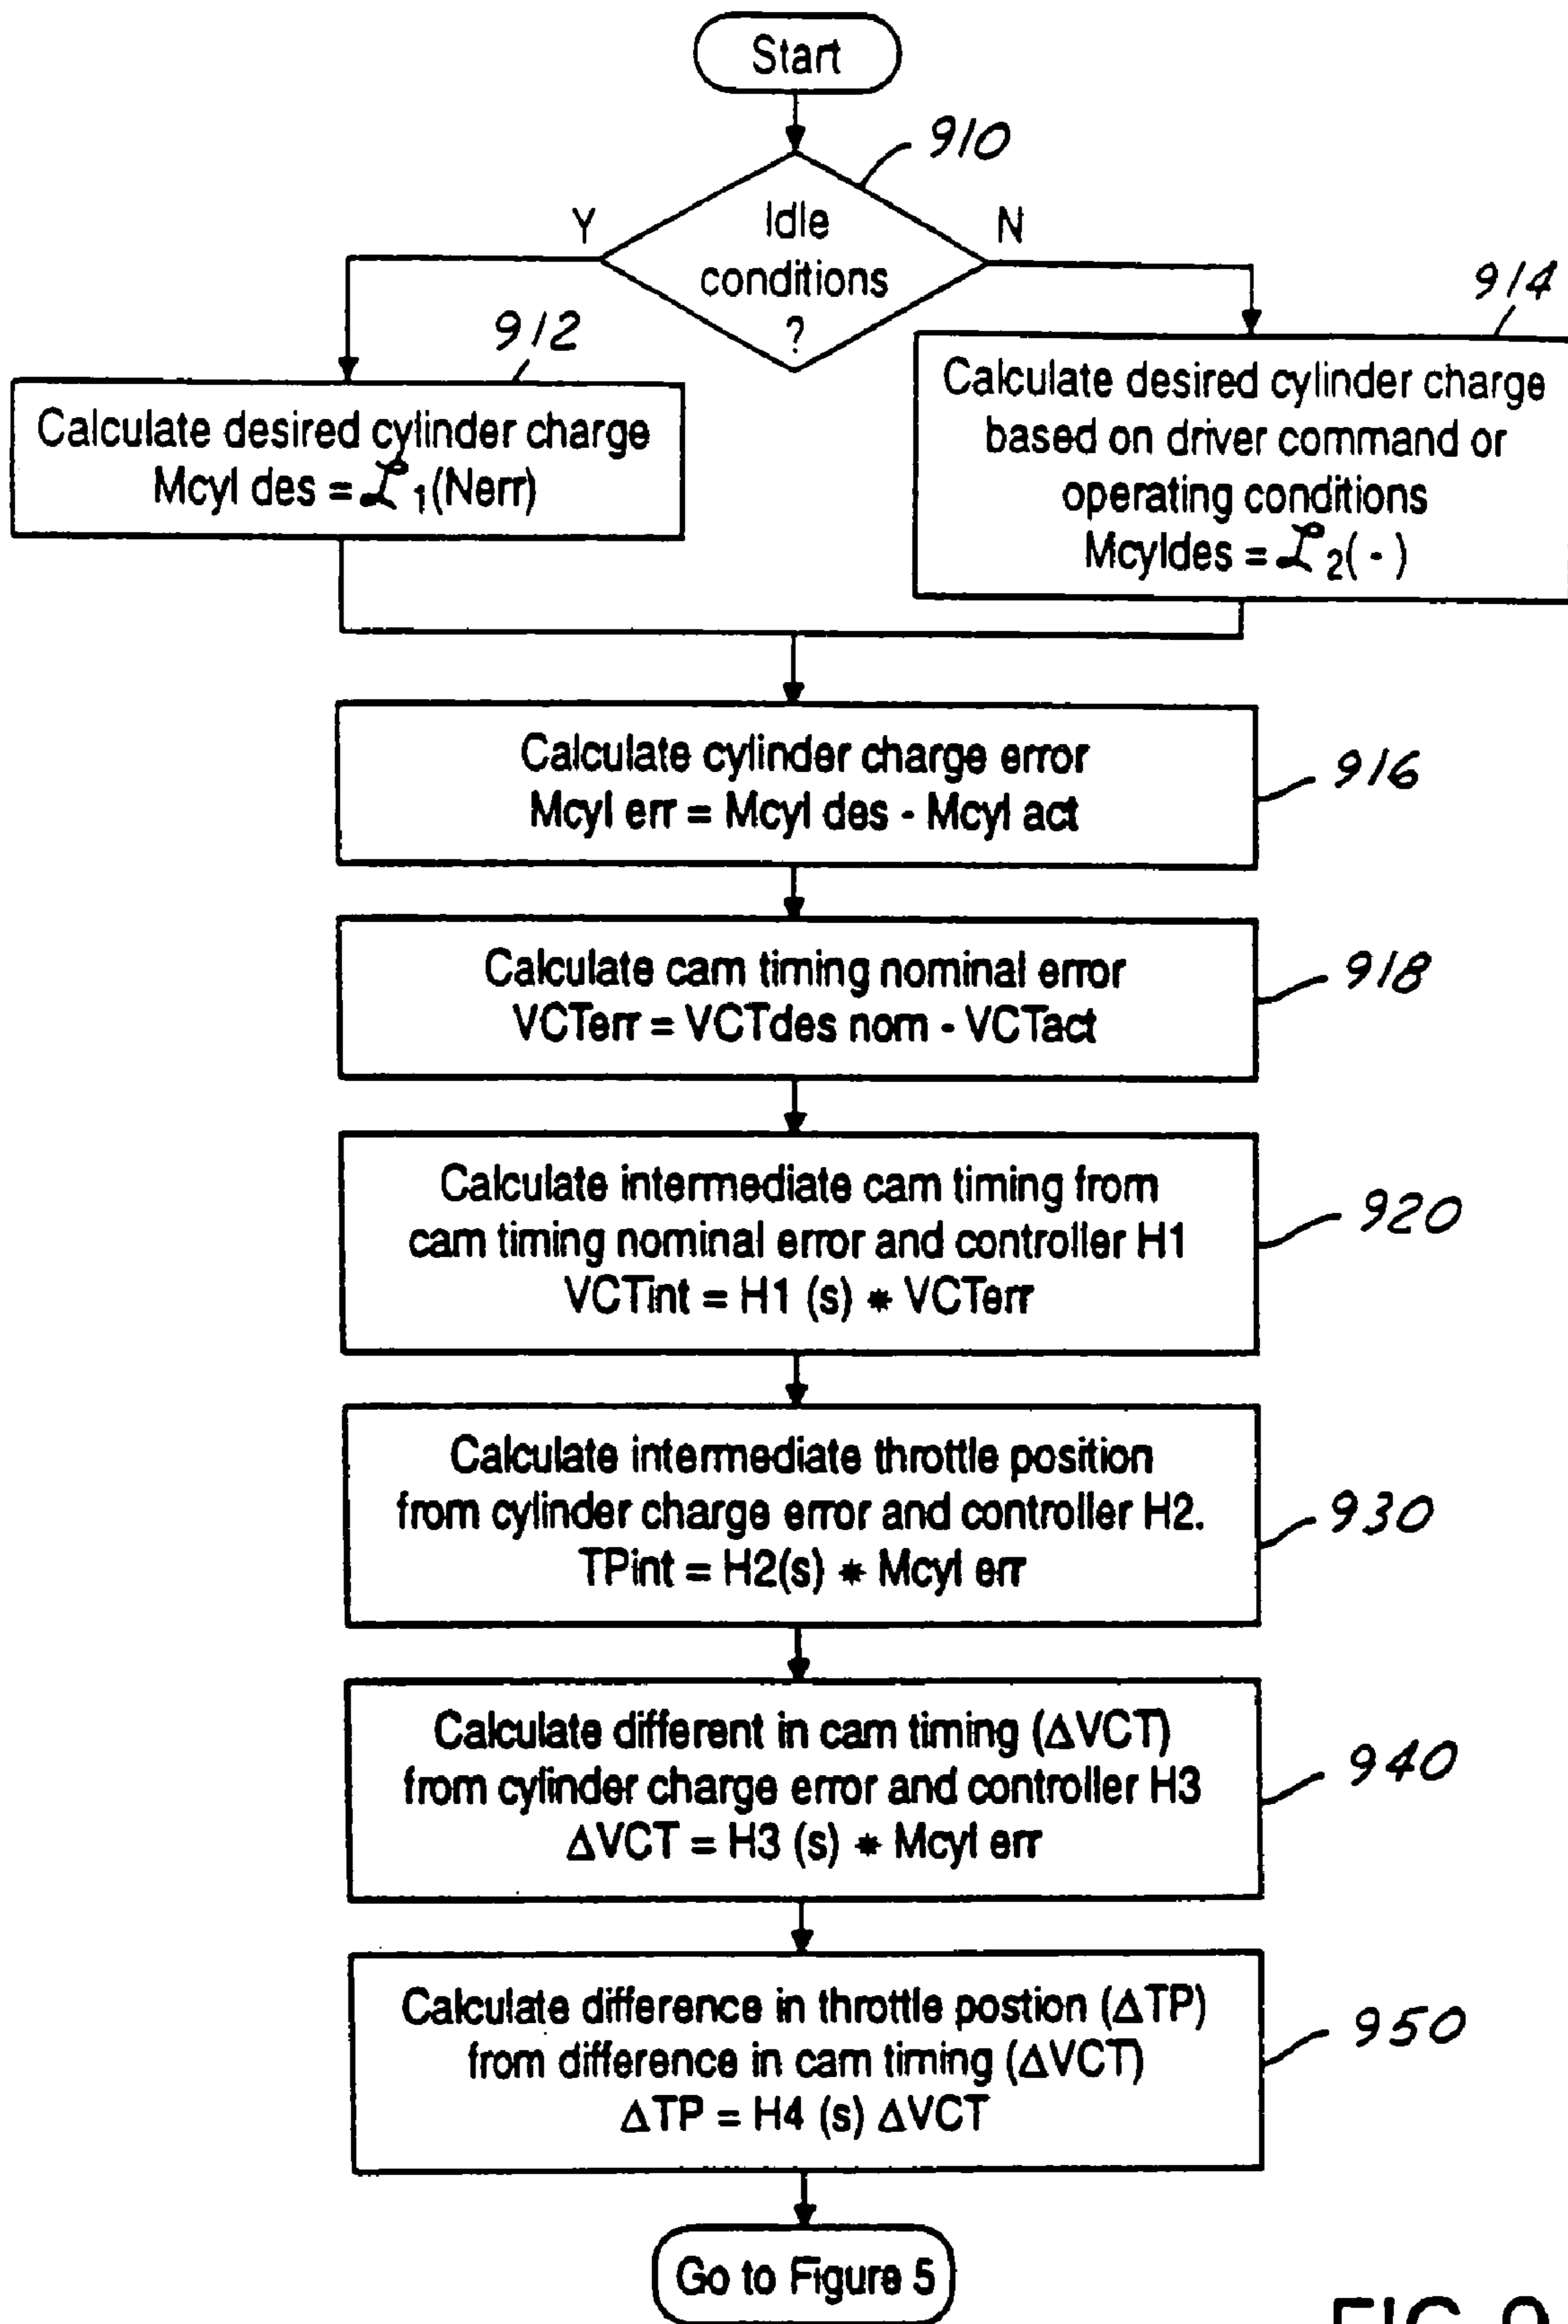 Start
910
Idle
conditions
?
Y
N
912
Calculate desired cylinder charge
Mcyl des = ℒ1(Nerr)
914
Calculate desired cylinder charge
based on driver command or
operating conditions
Mcyldes = ℒ2( - )
Calculate cylinder charge error
Mcyl err = Mcyl des - Mcyl act
916
Calculate cam timing nominal error
VCTerr = VCTdes nom - VCTact
918
Calculate intermediate cam timing from
cam timing nominal error and controller H1
VCTint = H1 (s) * VCTerr
920
Calculate intermediate throttle position
from cylinder charge error and controller H2.
TPint = H2(s) * Mcyl err
930
Calculate different in cam timing (ΔVCT)
from cylinder charge error and controller H3
ΔVCT = H3 (s) * Mcyl err
940
Calculate difference in throttle postion (ΔTP)
from difference in cam timing (ΔVCT)
ΔTP = H4 (s) ΔVCT
950
Go to Figure 5
FIG.9